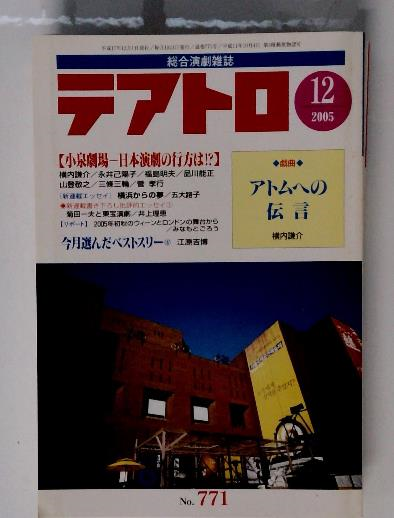 総合演劇雑誌
テアトロ
12
2005
【小泉劇場―日本演劇の行方は!?】
横内謙介／永井己陽子／福島明夫／品川能正
山登敬之／三條三輪／菅 孝行
〔新連載エッセイ〕 横浜からの夢／五大路子
◆新連載書き下ろし批評的エッセイ①
菊田一夫と東宝演劇／井上理恵
【リポート】 2005年初秋のウィーンとロンドンの舞台から
／みなもとごろう
今月選んだベストスリー 江原吉博
◆戯曲◆
アトムへの
伝言
横内謙介
No. 771